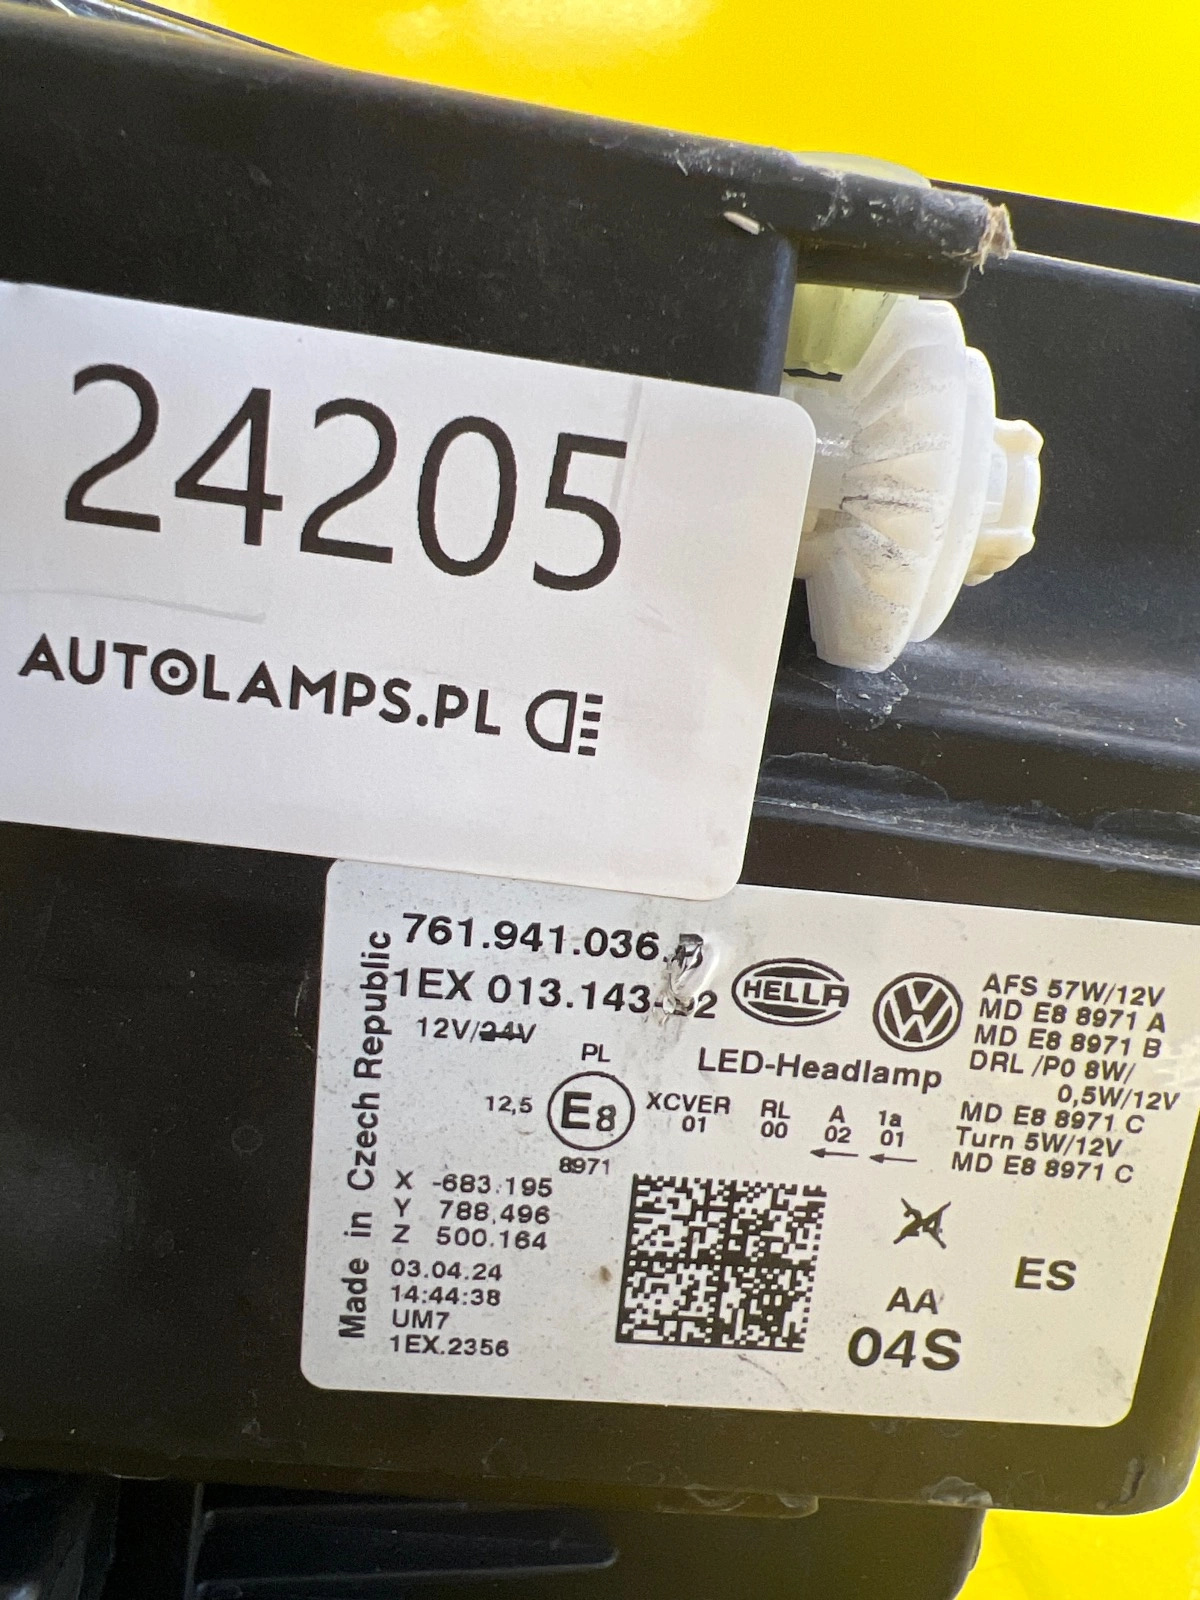 24205
AUTOLAMPS.PL
Made in Czech Republic
761.941.036.
1EX 013.143-
12V/24V
HELLA
VW
AFS 57W/12V
MD E8 8971 A
MD E8 8971 B
DRL /P0 8W/
0,5W/12V
MD E8 8971 C
Turn 5W/12V
MD E8 8971 C
LED-Headlamp
PL
12,5
E8
8971
XCVER RL A 1a
01 00 02 01
X -683.195
Y 788,496
Z 500.164
03.04.24
14:44:38
UM7
1EX.2356
24
AA
04S
ES